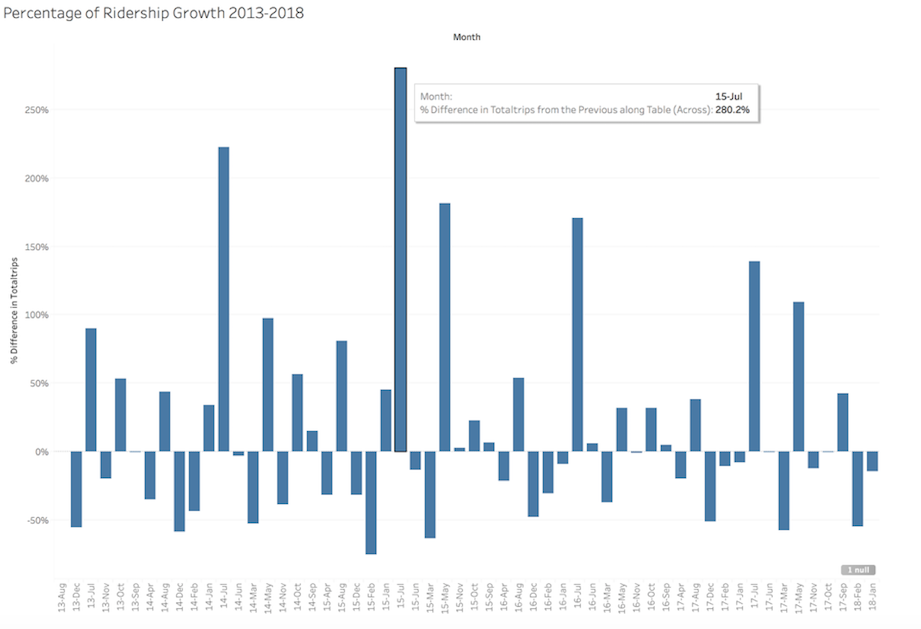 Percentage of Ridership Growth 2013-2018
Month
Month: 15-Jul
% Difference in Totaltrips from the Previous along Table (Across): 280.2%
% Difference in Totaltrips
250%
200%
150%
100%
50%
0%
-50%
1 null
13-Aug
13-Dec
13-Jul
13-Nov
13-Oct
13-Sep
14-Apr
14-Aug
14-Dec
14-Feb
14-Jan
14-Jul
14-Jun
14-Mar
14-May
14-Nov
14-Oct
14-Sep
15-Apr
15-Aug
15-Dec
15-Feb
15-Jan
15-Jul
15-Jun
15-Mar
15-May
15-Nov
15-Oct
15-Sep
16-Apr
16-Aug
16-Dec
16-Feb
16-Jan
16-Jul
16-Jun
16-Mar
16-May
16-Nov
16-Oct
16-Sep
17-Apr
17-Aug
17-Dec
17-Feb
17-Jan
17-Jul
17-Jun
17-Mar
17-May
17-Nov
17-Oct
17-Sep
18-Feb
18-Jan